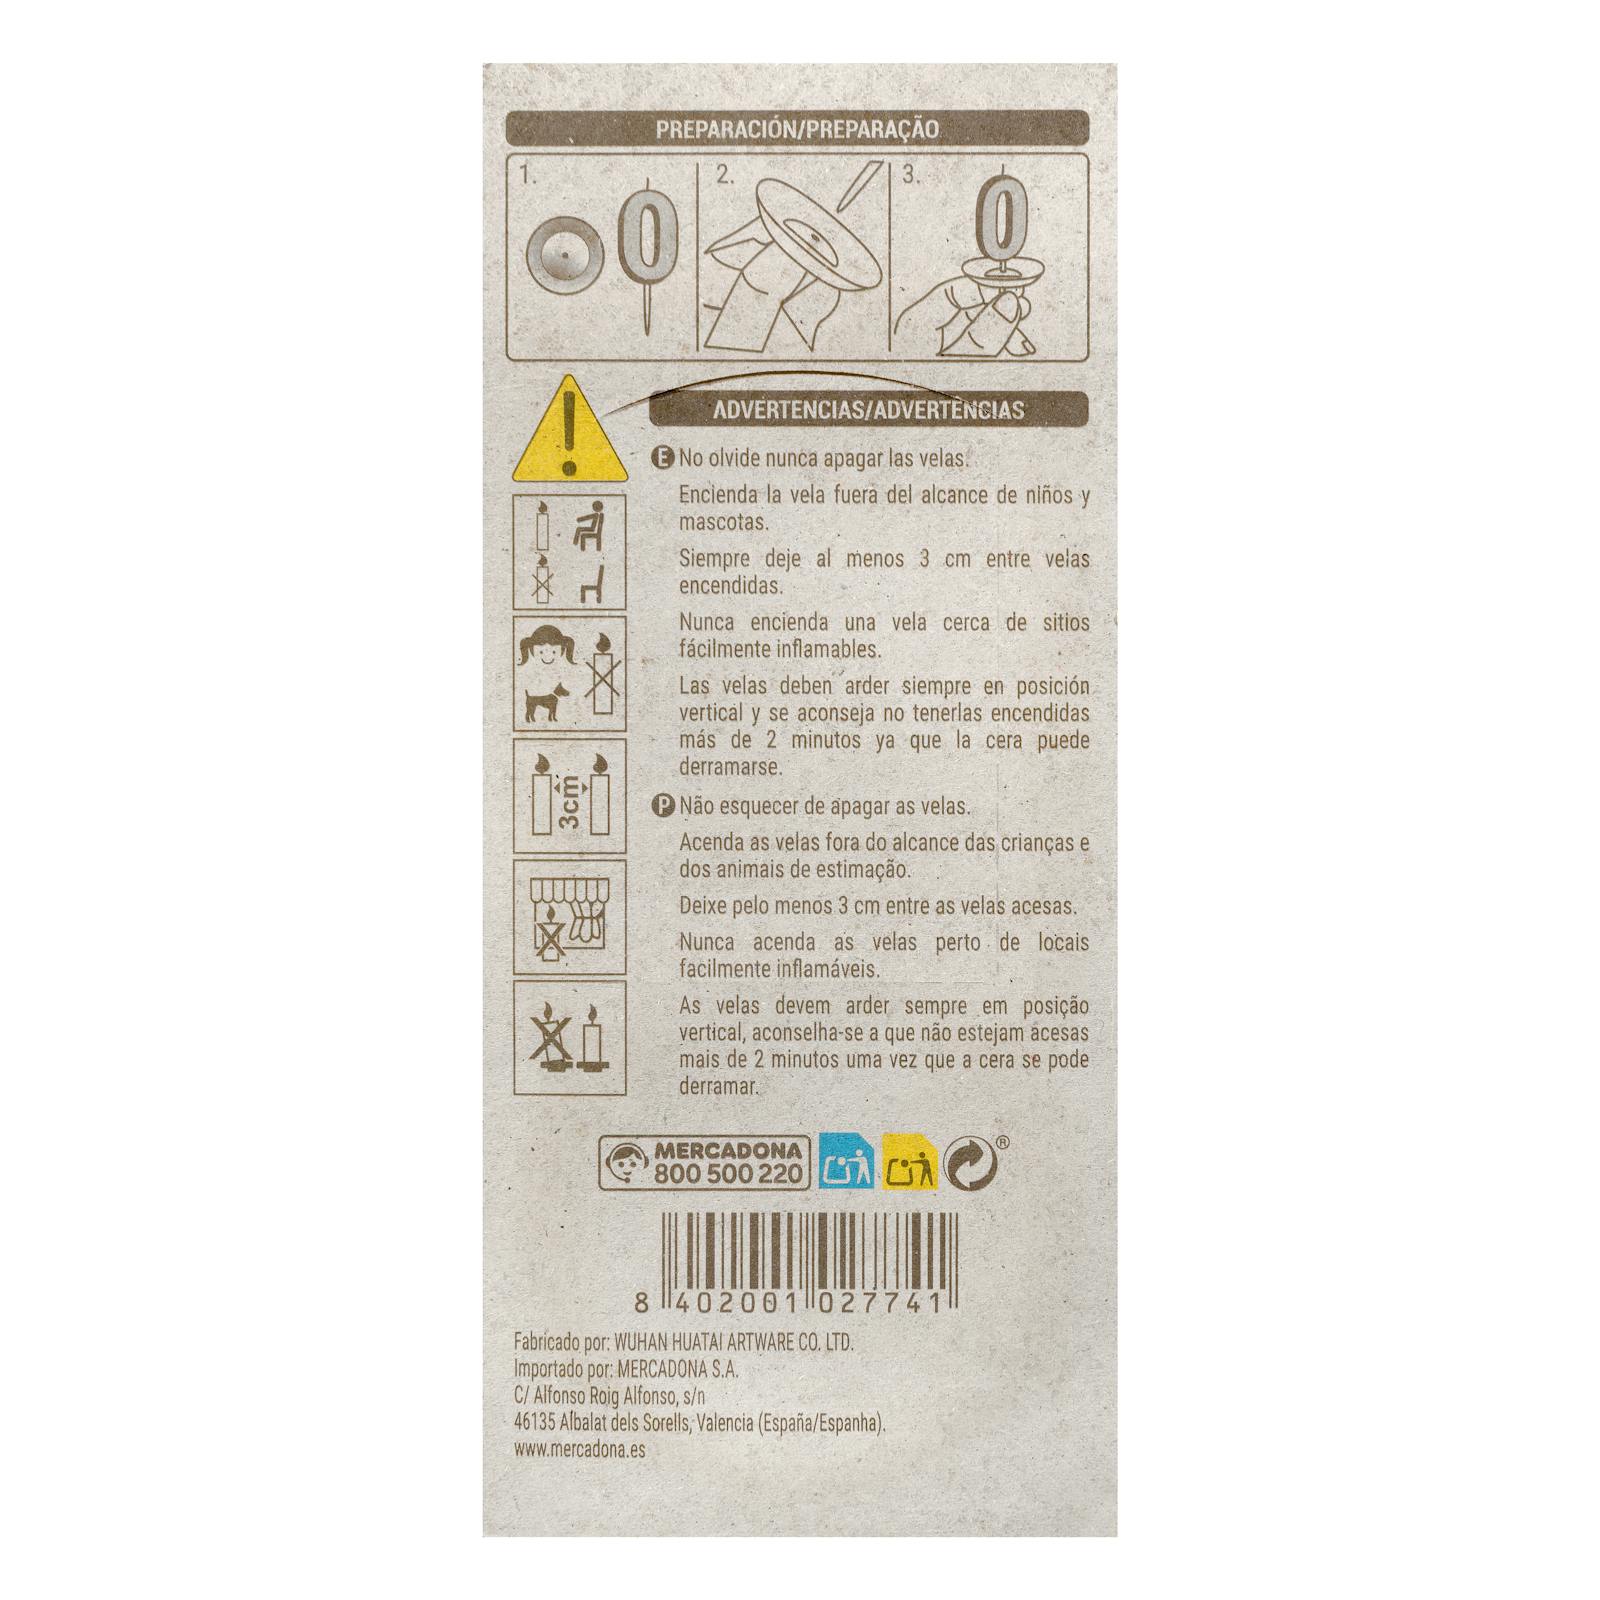 PREPARACIÓN/PREPARAÇÃO
1.
2.
3.
ADVERTENCIAS/ADVERTENCIAS
E No olvide nunca apagar las velas.
Encienda la vela fuera del alcance de niños y
mascotas.
Siempre deje al menos 3 cm entre velas
encendidas.
Nunca encienda una vela cerca de sitios
fácilmente inflamables.
Las velas deben arder siempre en posición
vertical y se aconseja no tenerlas encendidas
más de 2 minutos ya que la cera puede
derramarse.
3cm
P Não esquecer de apagar as velas.
Acenda as velas fora do alcance das crianças e
dos animais de estimação.
Deixe pelo menos 3 cm entre as velas acesas.
Nunca acenda as velas perto de locais
facilmente inflamáveis.
As velas devem arder sempre em posição
vertical, aconselha-se a que não estejam acesas
mais de 2 minutos uma vez que a cera se pode
derramar.
MERCADONA
800 500 220
®
8 402001 027741
Fabricado por: WUHAN HUATAI ARTWARE CO. LTD.
Importado por: MERCADONA S.A.
C/ Alfonso Roig Alfonso, s/n
46135 Albalat dels Sorells, Valencia (España/Espanha).
www.mercadona.es